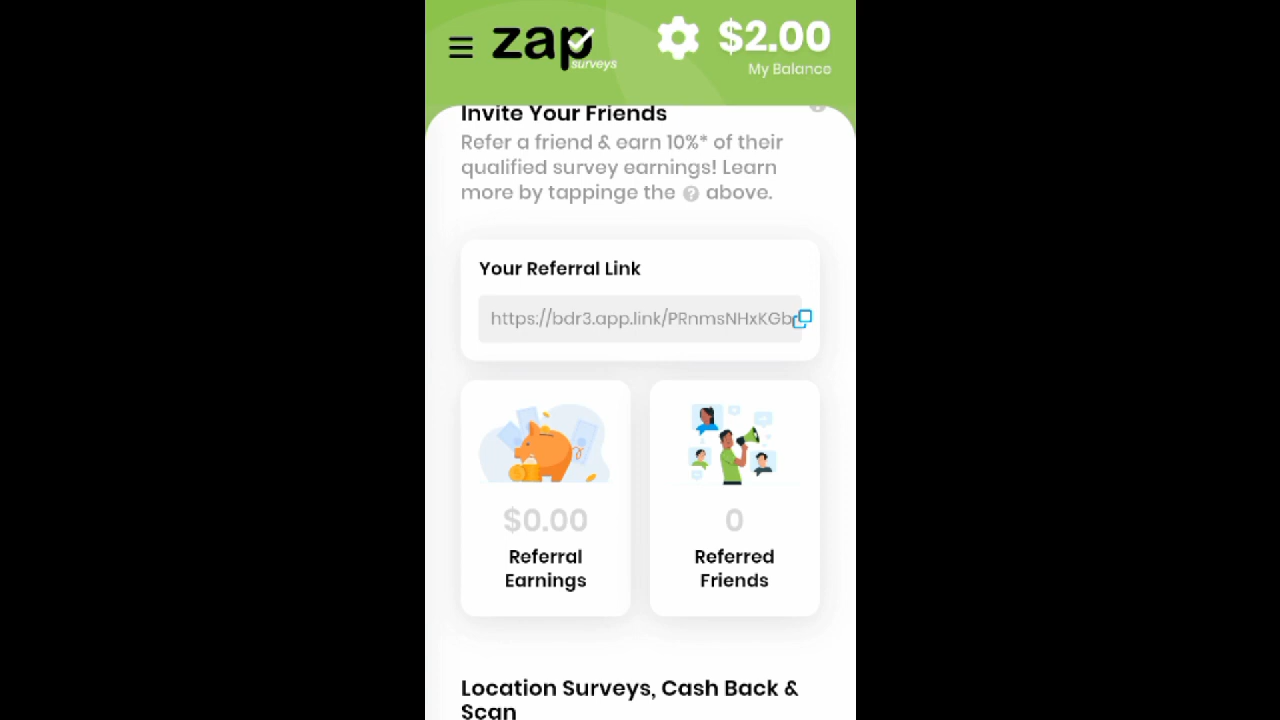 zap
surveys
$2.00
My Balance
Invite Your Friends
Refer a friend & earn 10%* of their
qualified survey earnings! Learn
more by tappinge the ? above.
Your Referral Link
https://bdr3.app.link/PRnmsNHxKGb
$0.00
Referral
Earnings
0
Referred
Friends
Location Surveys, Cash Back &
Scan